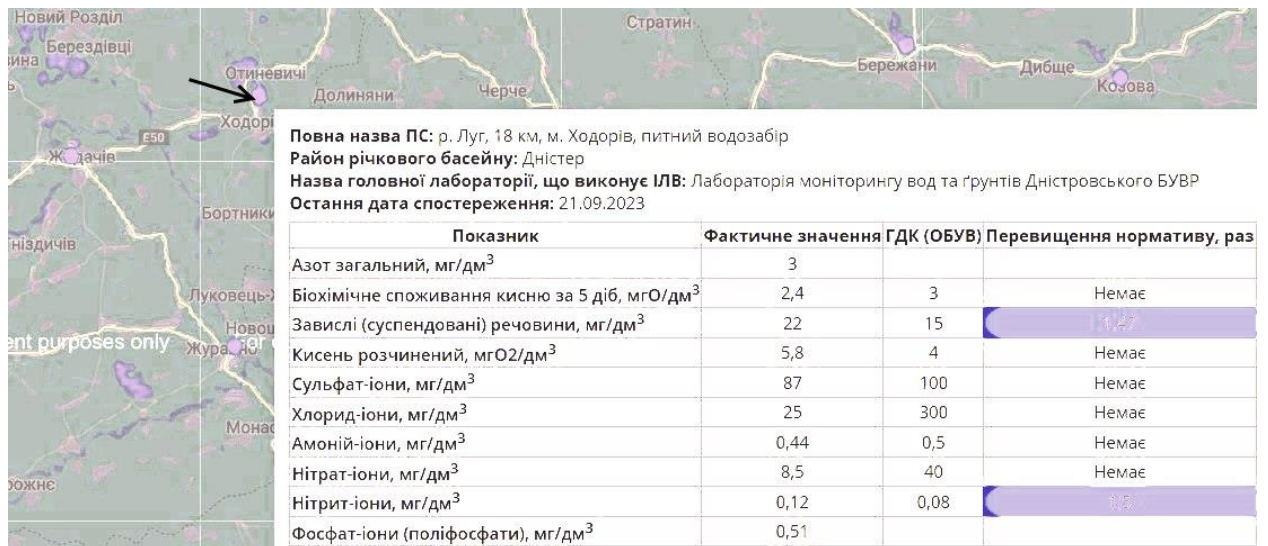 Новий Розділ
Стратин
Берездівці
Отиневичі
Бережани
Дибще
Козова
Долиняни
Черче
Ходорі
E50
Жидачів
Бортники
Луковець-
Новош
ent purposes only
Монас
Повна назва ПС: р. Луг, 18 км, м. Ходорів, питний водозабір
Район річкового басейну: Дністер
Назва головної лабораторії, що виконує ІЛВ: Лабораторія моніторингу вод та ґрунтів Дністровського БУВР
Остання дата спостереження: 21.09.2023
Показник Фактичне значення ГДК (ОБУВ) Перевищення нормативу, раз
Азот загальний, мг/дм³ 3
Біохімічне споживання кисню за 5 діб, мгО/дм³ 2,4 3 Немає
Завислі (суспендовані) речовини, мг/дм³ 22 15 1,47
Кисень розчинений, мгО2/дм³ 5,8 4 Немає
Сульфат-іони, мг/дм³ 87 100 Немає
Хлорид-іони, мг/дм³ 25 300 Немає
Амоній-іони, мг/дм³ 0,44 0,5 Немає
Нітрат-іони, мг/дм³ 8,5 40 Немає
Нітрит-іони, мг/дм³ 0,12 0,08 1,5
Фосфат-іони (поліфосфати), мг/дм³ 0,51